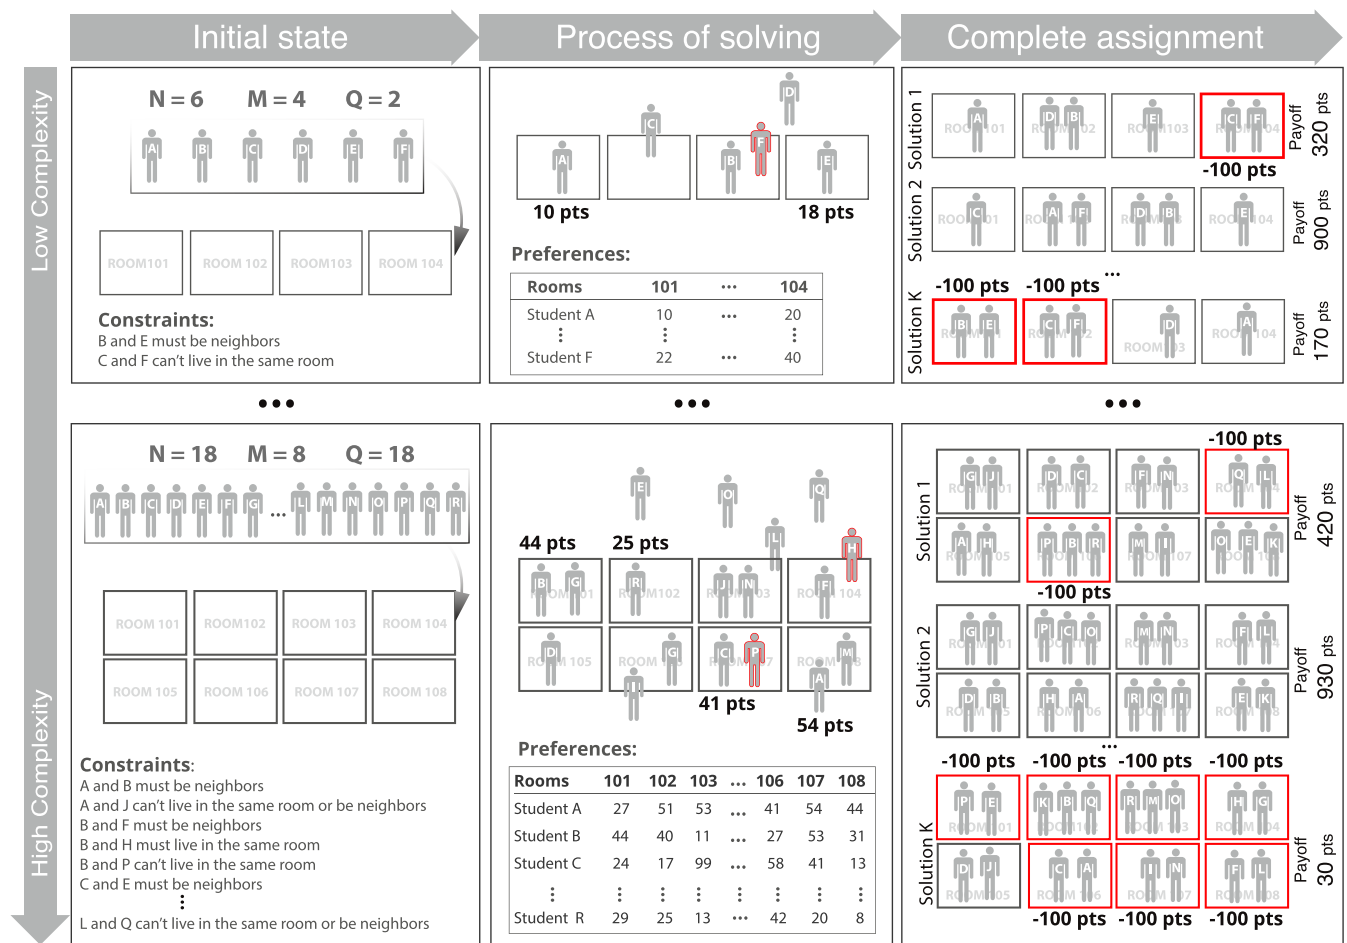 Initial state
Process of solving
Complete assignment
Low Complexity
N = 6 M = 4 Q = 2
A B C D E F
ROOM101 ROOM 102 ROOM103 ROOM 104
Constraints:
B and E must be neighbors
C and F can't live in the same room
D
C
F
A B E
10 pts 18 pts
Preferences:
Rooms 101 ... 104
Student A 10 ... 20
Student F 22 ... 40
Solution 1
A D B E C F
Payoff
320 pts
-100 pts
Solution 2
C A F D B E
Payoff
900 pts
...
-100 pts -100 pts
Solution K
B E C F D A
Payoff
170 pts
...
High Complexity
N = 18 M = 8 Q = 18
A B C D E F G ... L M N O P Q R
ROOM 101 ROOM102 ROOM 103 ROOM 104
ROOM 105 ROOM 106 ROOM 107 ROOM 108
Constraints:
A and B must be neighbors
A and J can't live in the same room or be neighbors
B and F must be neighbors
B and H must live in the same room
B and P can't live in the same room
C and E must be neighbors
L and Q can't live in the same room or be neighbors
E O Q
L H
44 pts 25 pts
B G R J N F
D G C P M
I A
41 pts
54 pts
Preferences:
Rooms 101 102 103 ... 106 107 108
Student A 27 51 53 ... 41 54 44
Student B 44 40 11 ... 27 53 31
Student C 24 17 99 ... 58 41 13
Student R 29 25 13 ... 42 20 8
-100 pts
Solution 1
G J D C F N Q L
A H P B R M I O E K
Payoff
420 pts
-100 pts
Solution 2
G J P C O M N F L
D B H A R Q I E K
Payoff
930 pts
...
-100 pts -100 pts -100 pts -100 pts
Solution K
P E K B Q R M O H G
D J C A I N F L
Payoff
30 pts
-100 pts -100 pts -100 pts